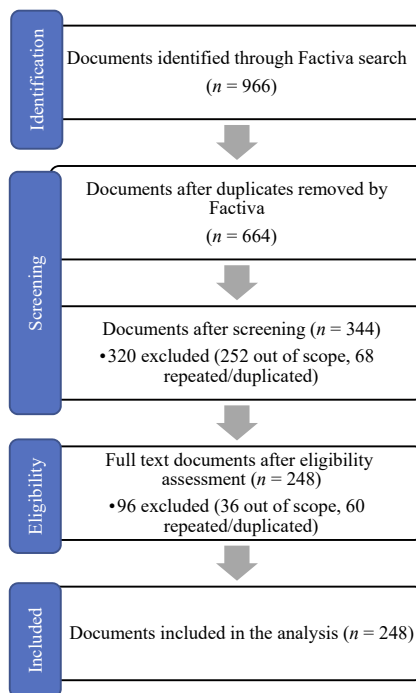 Identification
Documents identified through Factiva search
(n = 966)
Screening
Documents after duplicates removed by
Factiva
(n = 664)
Documents after screening (n = 344)
•320 excluded (252 out of scope, 68
repeated/duplicated)
Eligibility
Full text documents after eligibility
assessment (n = 248)
•96 excluded (36 out of scope, 60
repeated/duplicated)
Included
Documents included in the analysis (n = 248)